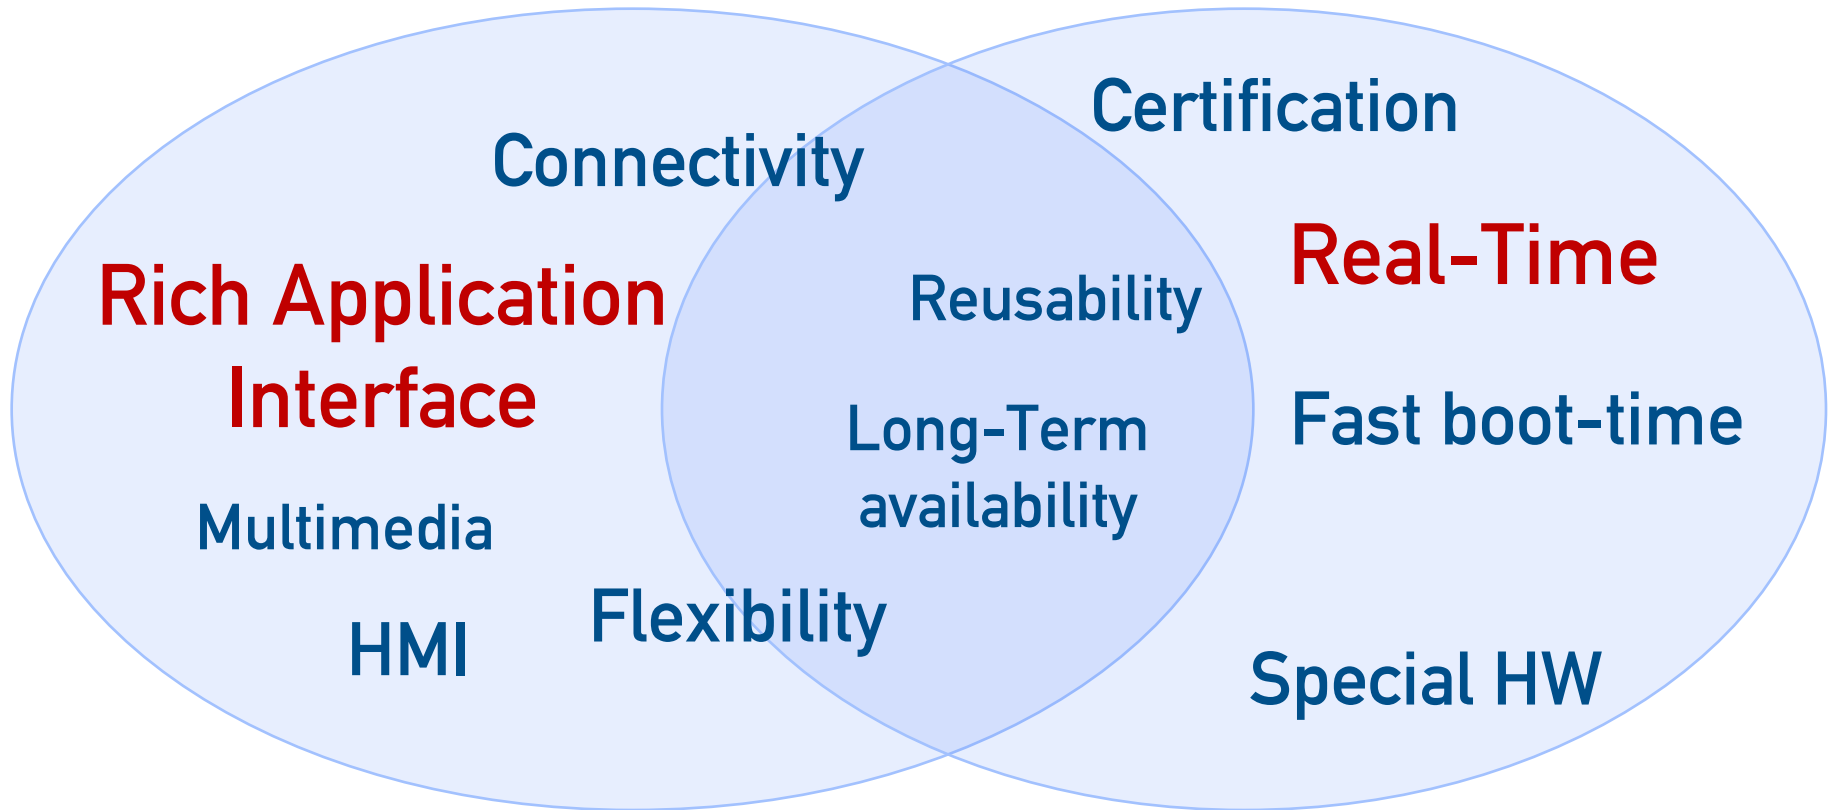 Connectivity
Rich Application
Interface
Multimedia
HMI
Flexibility
Reusability
Long-Term
availability
Certification
Real-Time
Fast boot-time
Special HW